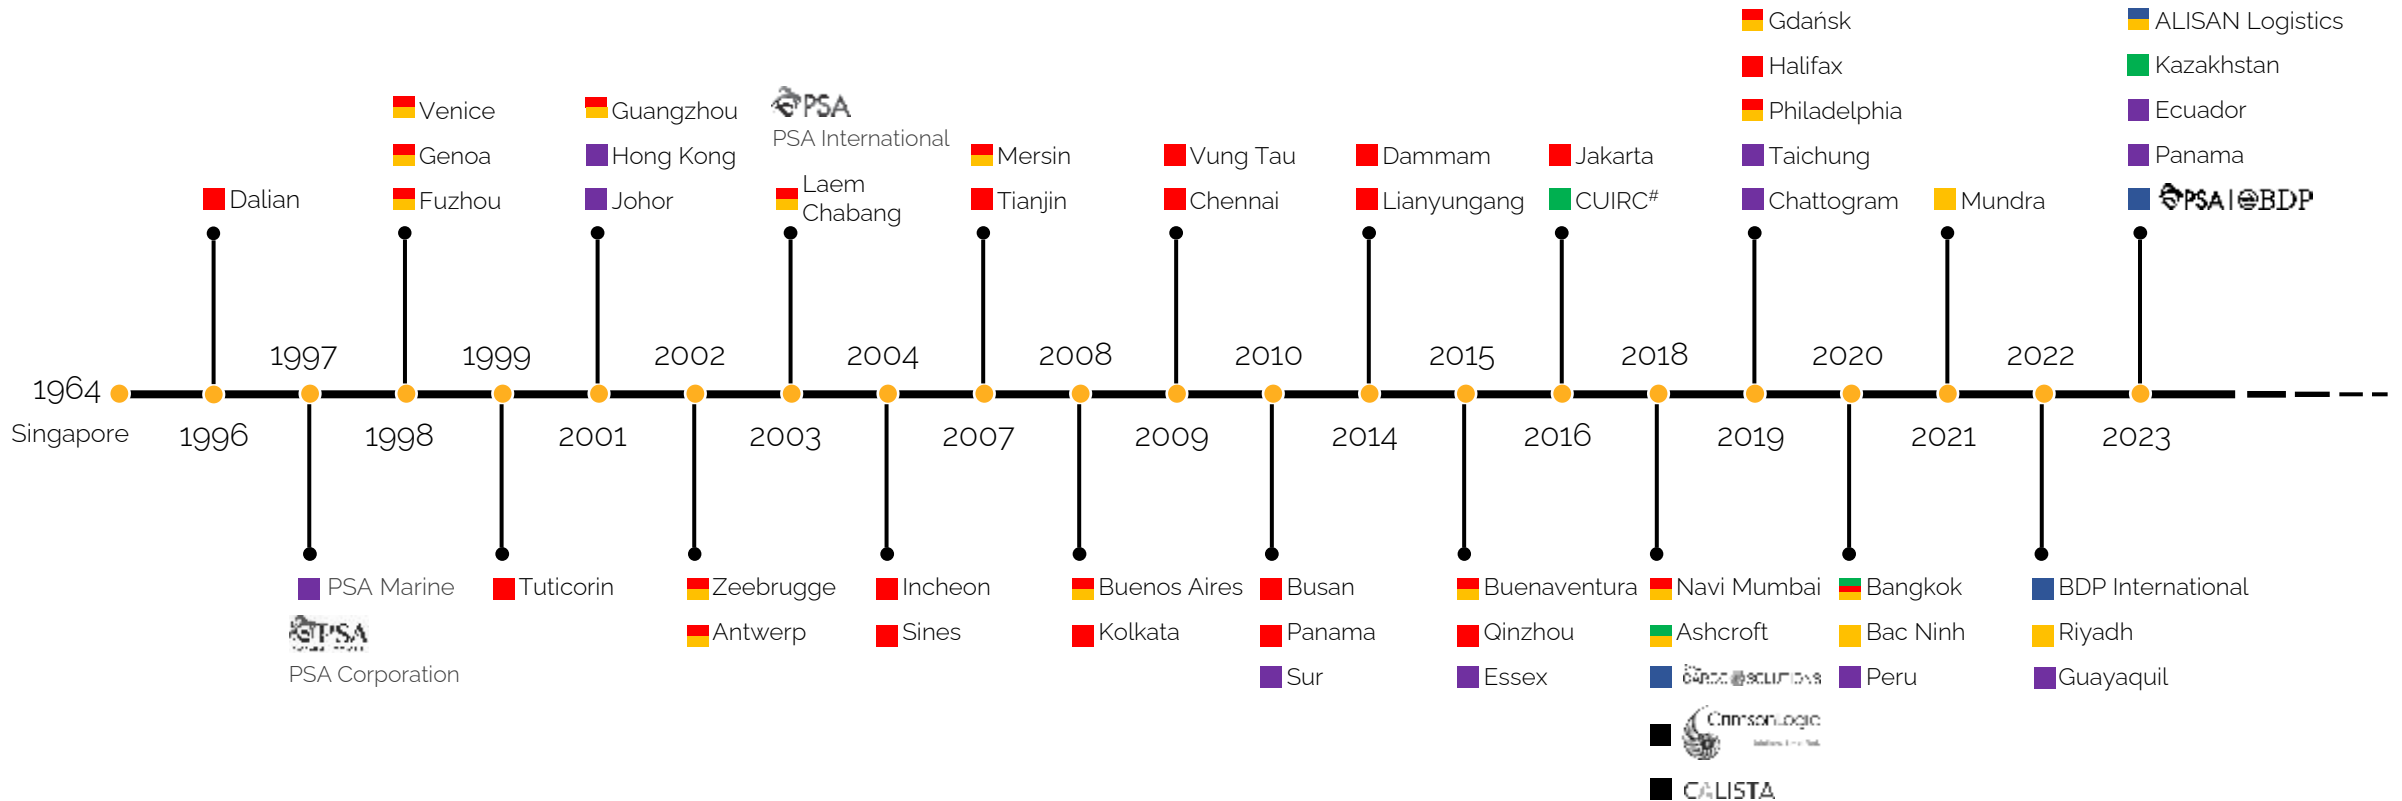 Gdańsk
Halifax
Philadelphia
Taichung
Chattogram
ALISAN Logistics
Kazakhstan
Ecuador
Panama
PSA | BDP
Venice
Genoa
Fuzhou
Guangzhou
Hong Kong
Johor
PSA
PSA International
Laem
Chabang
Mersin
Tianjin
Vung Tau
Chennai
Dammam
Lianyungang
Jakarta
CUIRC#
Mundra
Dalian
1997
1999
2002
2004
2008
2010
2015
2018
2020
2022
1964
Singapore
1996
1998
2001
2003
2007
2009
2014
2016
2019
2021
2023
PSA Marine
PSA
PSA Corporation
Tuticorin
Zeebrugge
Antwerp
Incheon
Sines
Buenos Aires
Kolkata
Busan
Panama
Sur
Buenaventura
Qinzhou
Essex
Navi Mumbai
Ashcroft
CARGO SOLUTIONS
CrimsonLogic
CALISTA
Bangkok
Bac Ninh
Peru
BDP International
Riyadh
Guayaquil